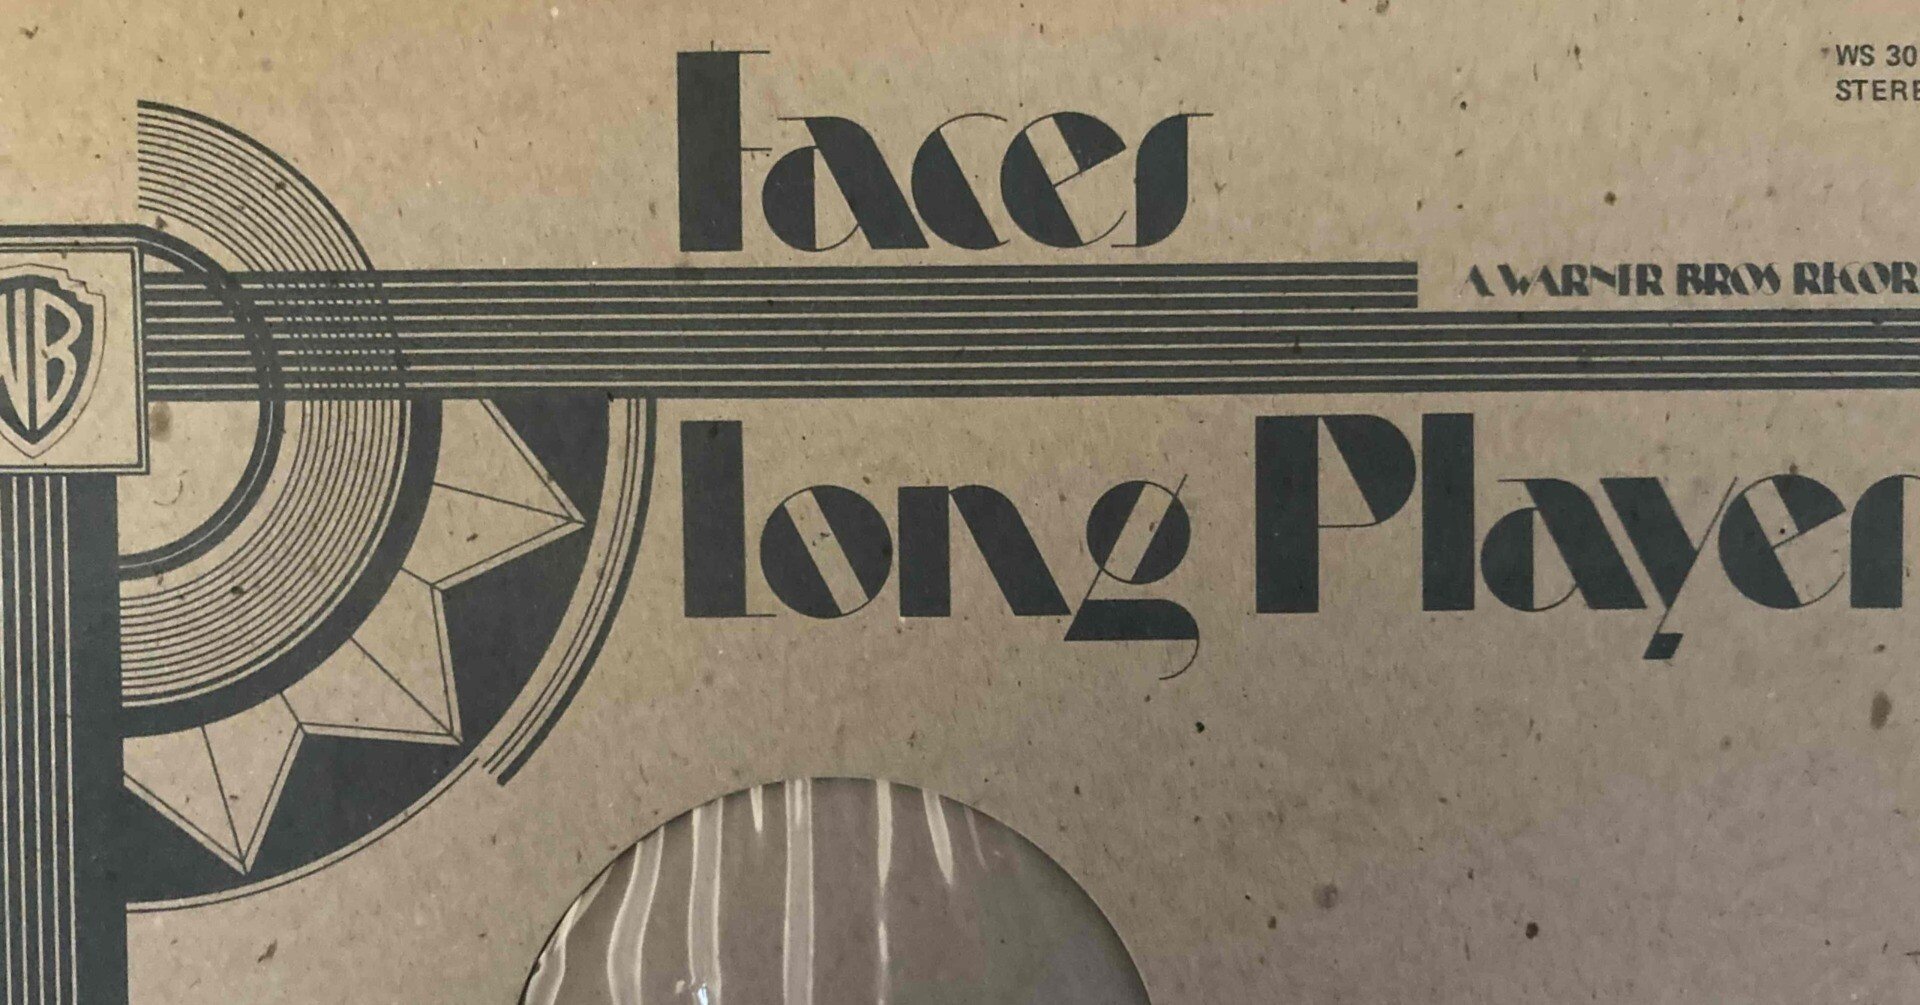 Faces
WS 30
STERE
A WARNER BROS RECOR
WB
Long Player